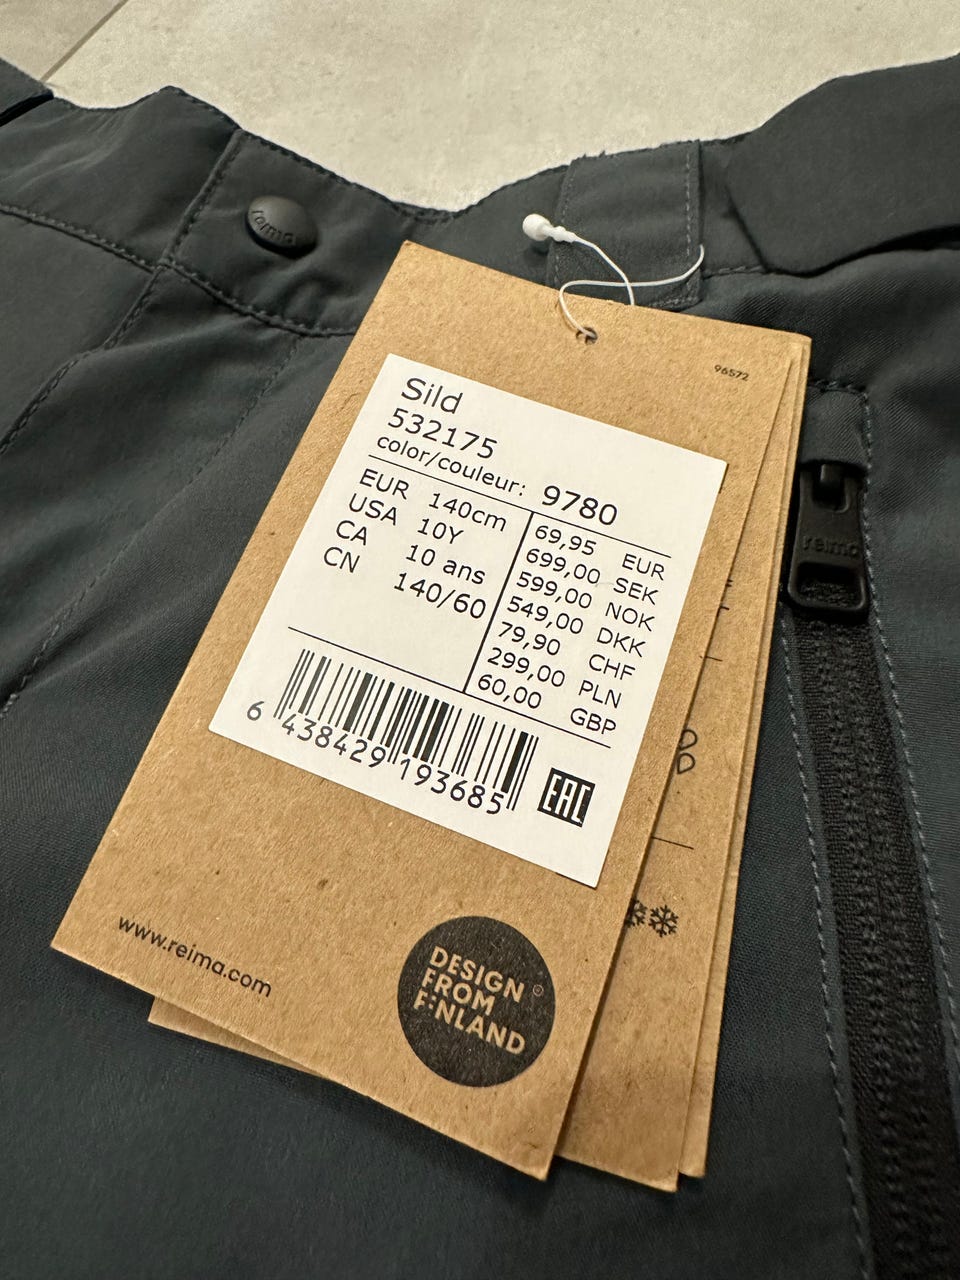 reima
96572
Sild
532175
color/couleur: 9780
EUR 140cm
USA 10Y
CA 10 ans
CN 140/60
69,95 EUR
699,00 SEK
599,00 NOK
549,00 DKK
79,90 CHF
299,00 PLN
60,00 GBP
6 438429 193685
EAC
reima
www.reima.com
DESIGN
FROM
FINLAND